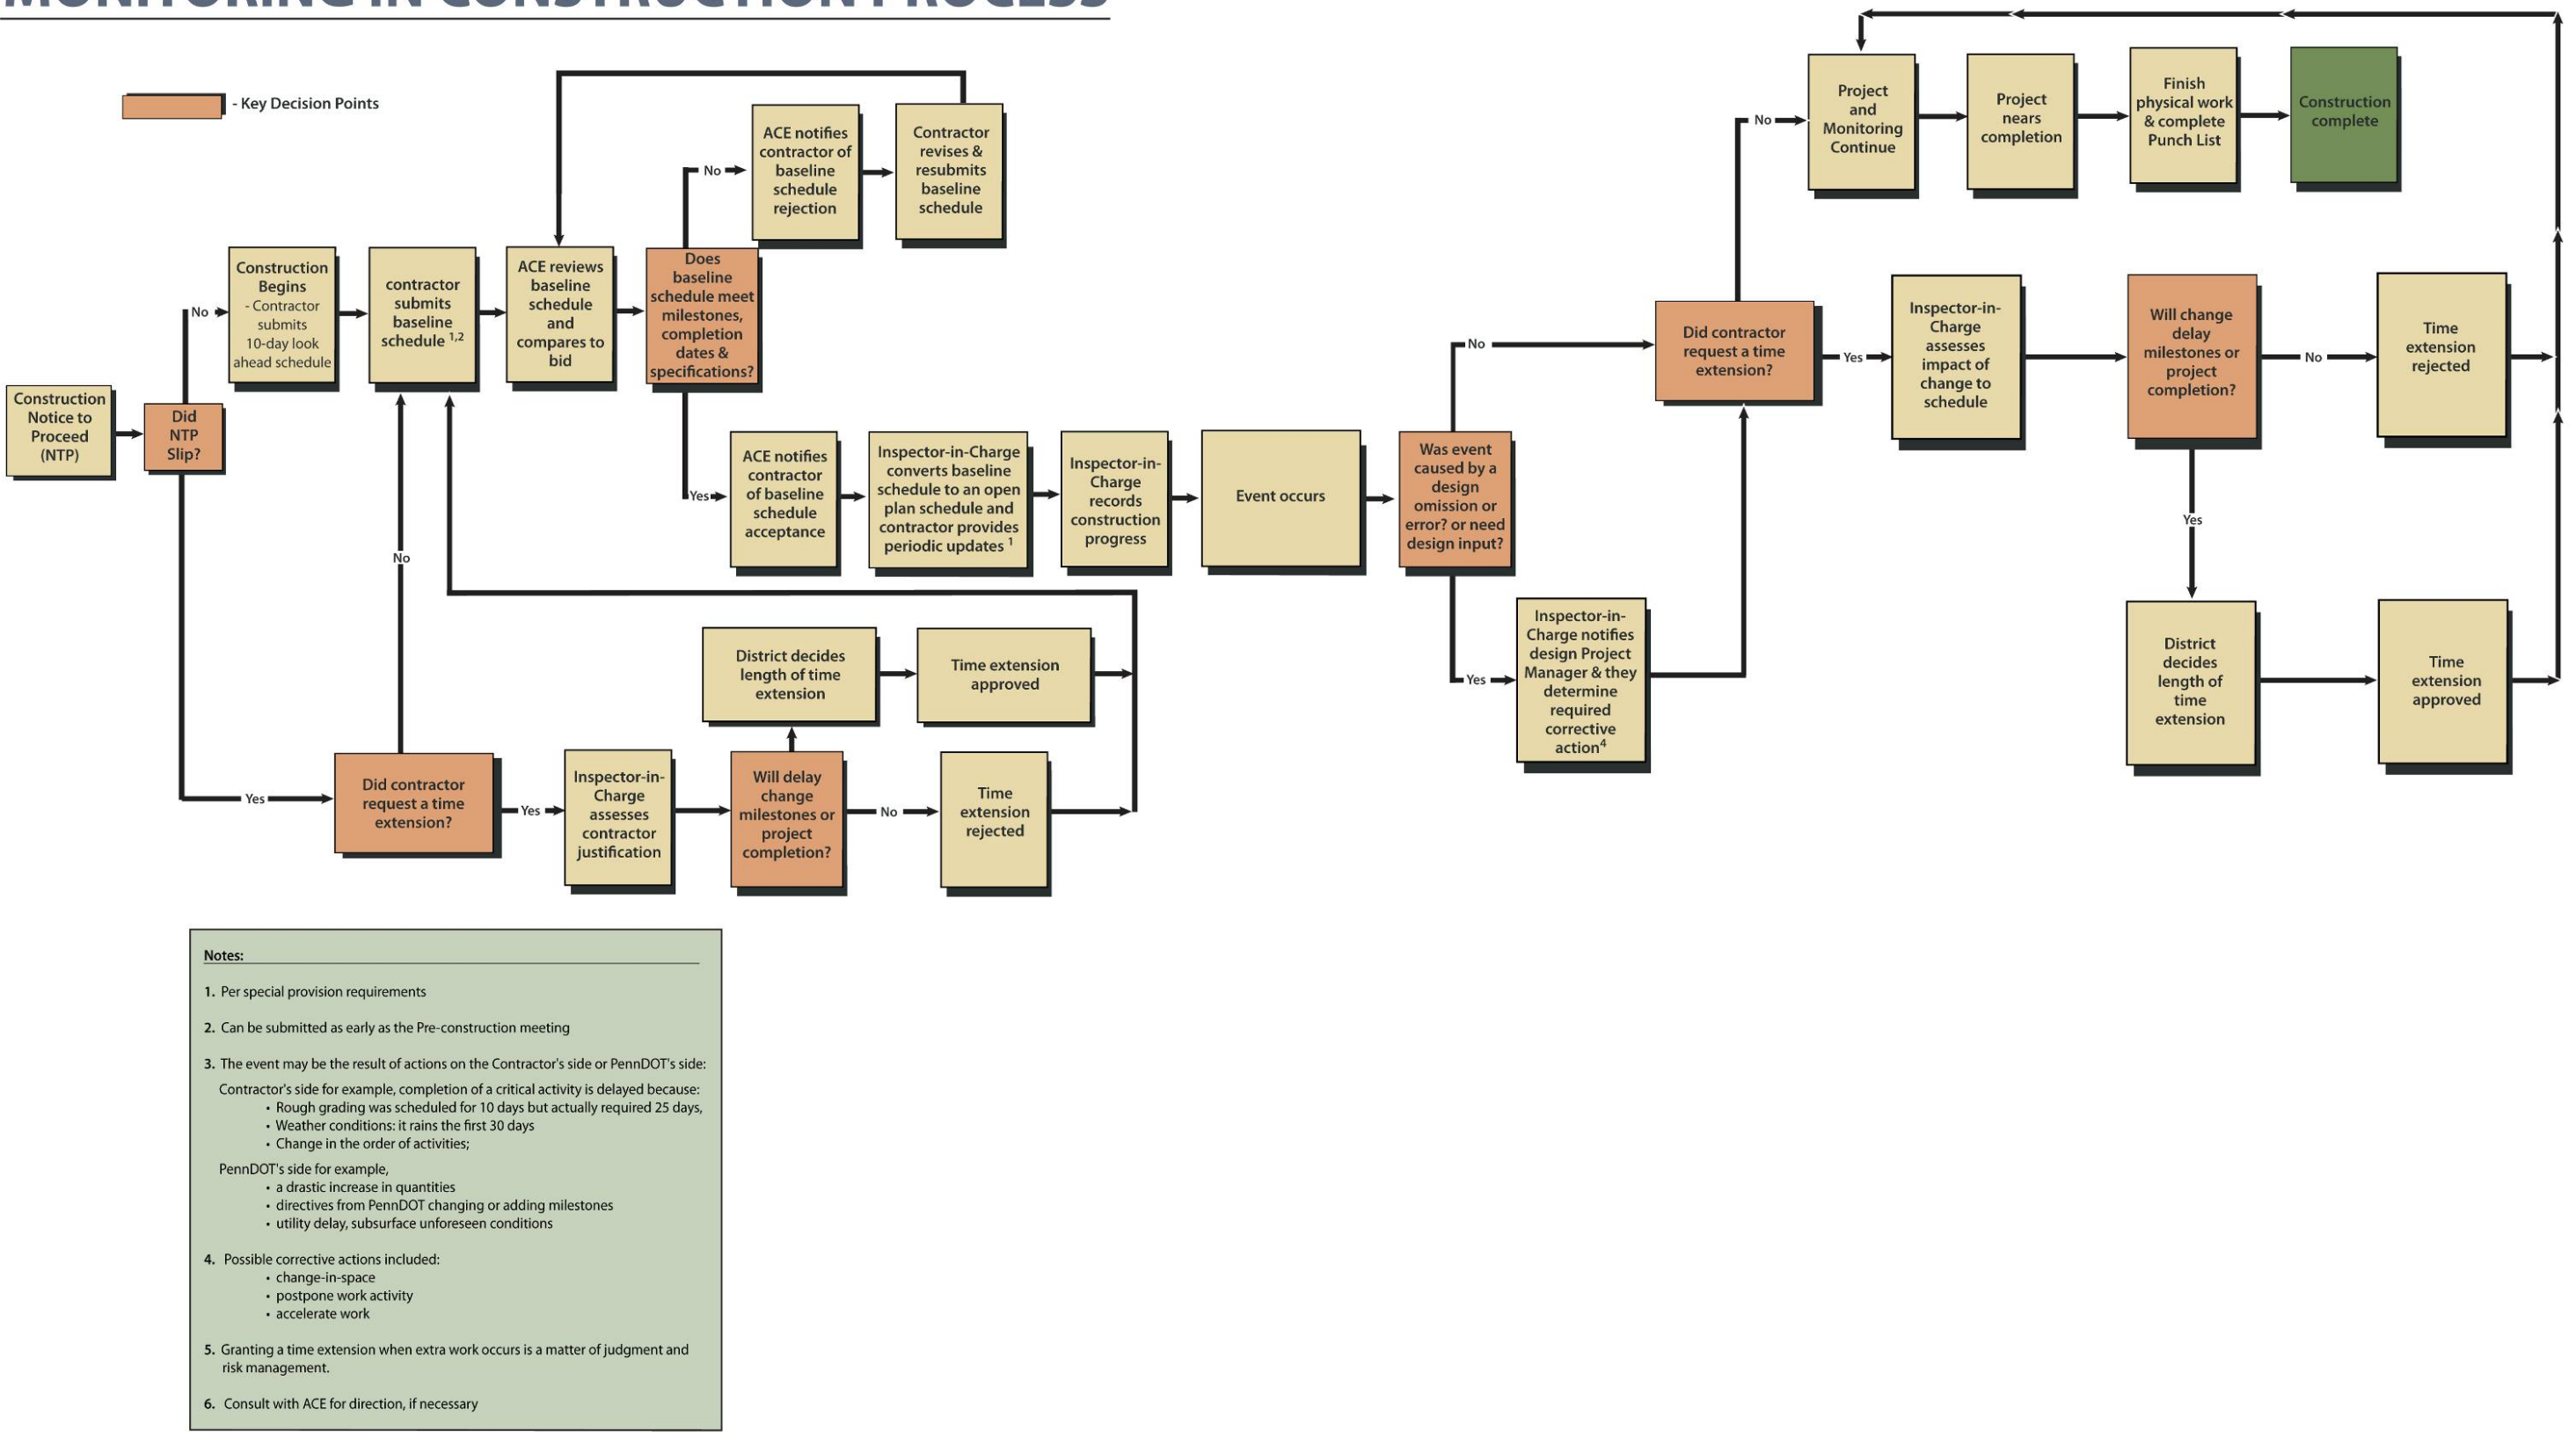 MONITORING IN CONSTRUCTION PROCESS
- Key Decision Points
Construction
Notice to
Proceed
(NTP)
Did
NTP
Slip?
No
Construction
Begins
- Contractor
submits
10-day look
ahead schedule
contractor
submits
baseline
schedule 1,2
ACE reviews
baseline
schedule
and
compares to
bid
Does
baseline
schedule meet
milestones,
completion
dates &
specifications?
No
ACE notifies
contractor of
baseline
schedule
rejection
Contractor
revises &
resubmits
baseline
schedule
Yes
ACE notifies
contractor
of baseline
schedule
acceptance
Inspector-in-Charge
converts baseline
schedule to an open
plan schedule and
contractor provides
periodic updates 1
Inspector-in-
Charge
records
construction
progress
Event occurs
Was event
caused by a
design
omission or
error? or need
design input?
No
Yes
Inspector-in-
Charge notifies
design Project
Manager & they
determine
required
corrective
action4
Did contractor
request a time
extension?
No
Project
and
Monitoring
Continue
Project
nears
completion
Finish
physical work
& complete
Punch List
Construction
complete
Yes
Inspector-in-
Charge
assesses
impact of
change to
schedule
Will change
delay
milestones or
project
completion?
No
Time
extension
rejected
Yes
District
decides
length of
time
extension
Time
extension
approved
Yes
Did contractor
request a time
extension?
No
Yes
Inspector-in-
Charge
assesses
contractor
justification
Will delay
change
milestones or
project
completion?
No
Time
extension
rejected
District decides
length of time
extension
Time extension
approved
Notes:
1. Per special provision requirements
2. Can be submitted as early as the Pre-construction meeting
3. The event may be the result of actions on the Contractor's side or PennDOT's side:
Contractor's side for example, completion of a critical activity is delayed because:
• Rough grading was scheduled for 10 days but actually required 25 days,
• Weather conditions: it rains the first 30 days
• Change in the order of activities;
PennDOT's side for example,
• a drastic increase in quantities
• directives from PennDOT changing or adding milestones
• utility delay, subsurface unforeseen conditions
4. Possible corrective actions included:
• change-in-space
• postpone work activity
• accelerate work
5. Granting a time extension when extra work occurs is a matter of judgment and
risk management.
6. Consult with ACE for direction, if necessary